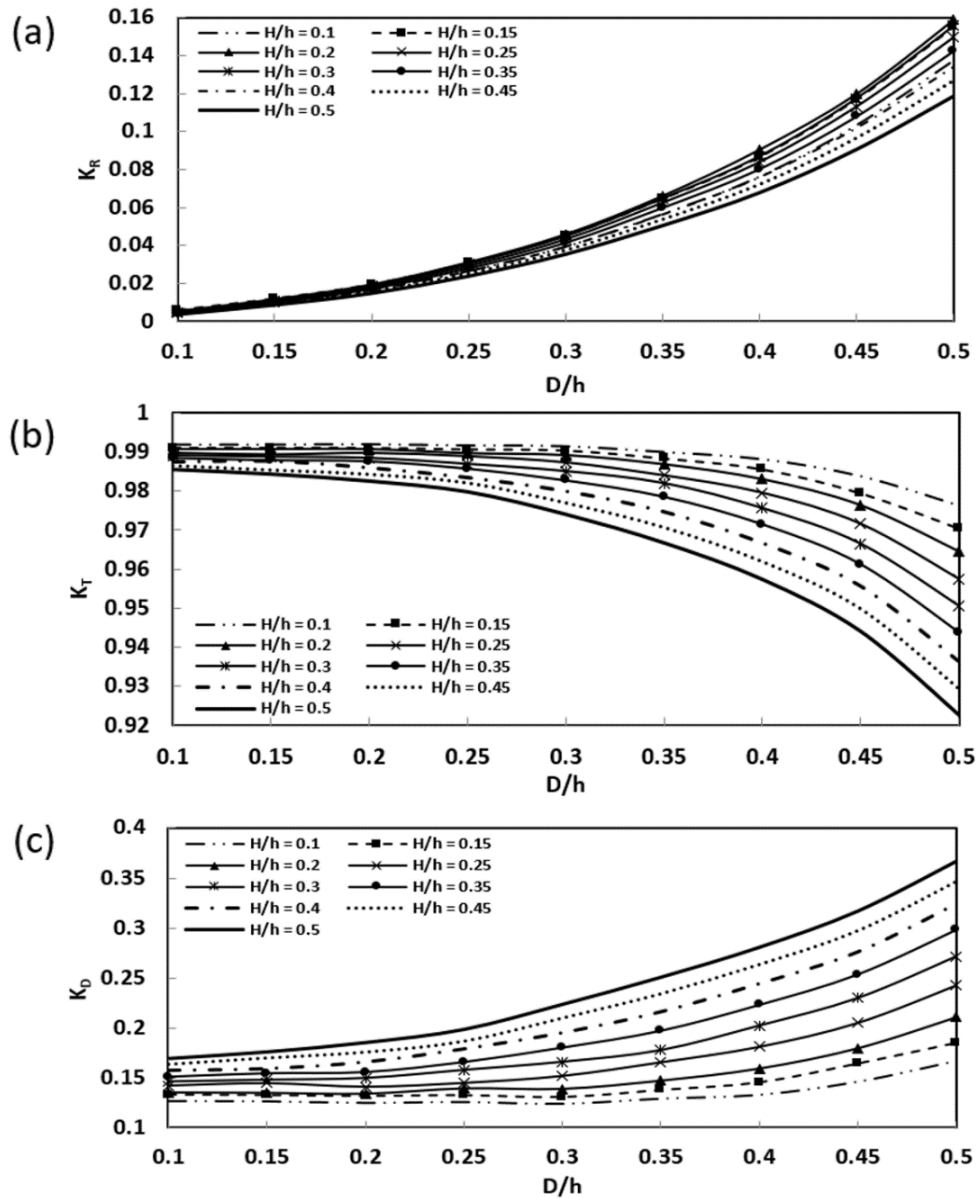 (a)
K_R
0.16
0.14
0.12
0.1
0.08
0.06
0.04
0.02
0
H/h = 0.1 H/h = 0.15
H/h = 0.2 H/h = 0.25
H/h = 0.3 H/h = 0.35
H/h = 0.4 H/h = 0.45
H/h = 0.5
0.1 0.15 0.2 0.25 0.3 0.35 0.4 0.45 0.5
D/h
(b)
K_T
1
0.99
0.98
0.97
0.96
0.95
0.94
0.93
0.92
H/h = 0.1 H/h = 0.15
H/h = 0.2 H/h = 0.25
H/h = 0.3 H/h = 0.35
H/h = 0.4 H/h = 0.45
H/h = 0.5
0.1 0.15 0.2 0.25 0.3 0.35 0.4 0.45 0.5
D/h
(c)
K_D
0.4
0.35
0.3
0.25
0.2
0.15
0.1
H/h = 0.1 H/h = 0.15
H/h = 0.2 H/h = 0.25
H/h = 0.3 H/h = 0.35
H/h = 0.4 H/h = 0.45
H/h = 0.5
0.1 0.15 0.2 0.25 0.3 0.35 0.4 0.45 0.5
D/h